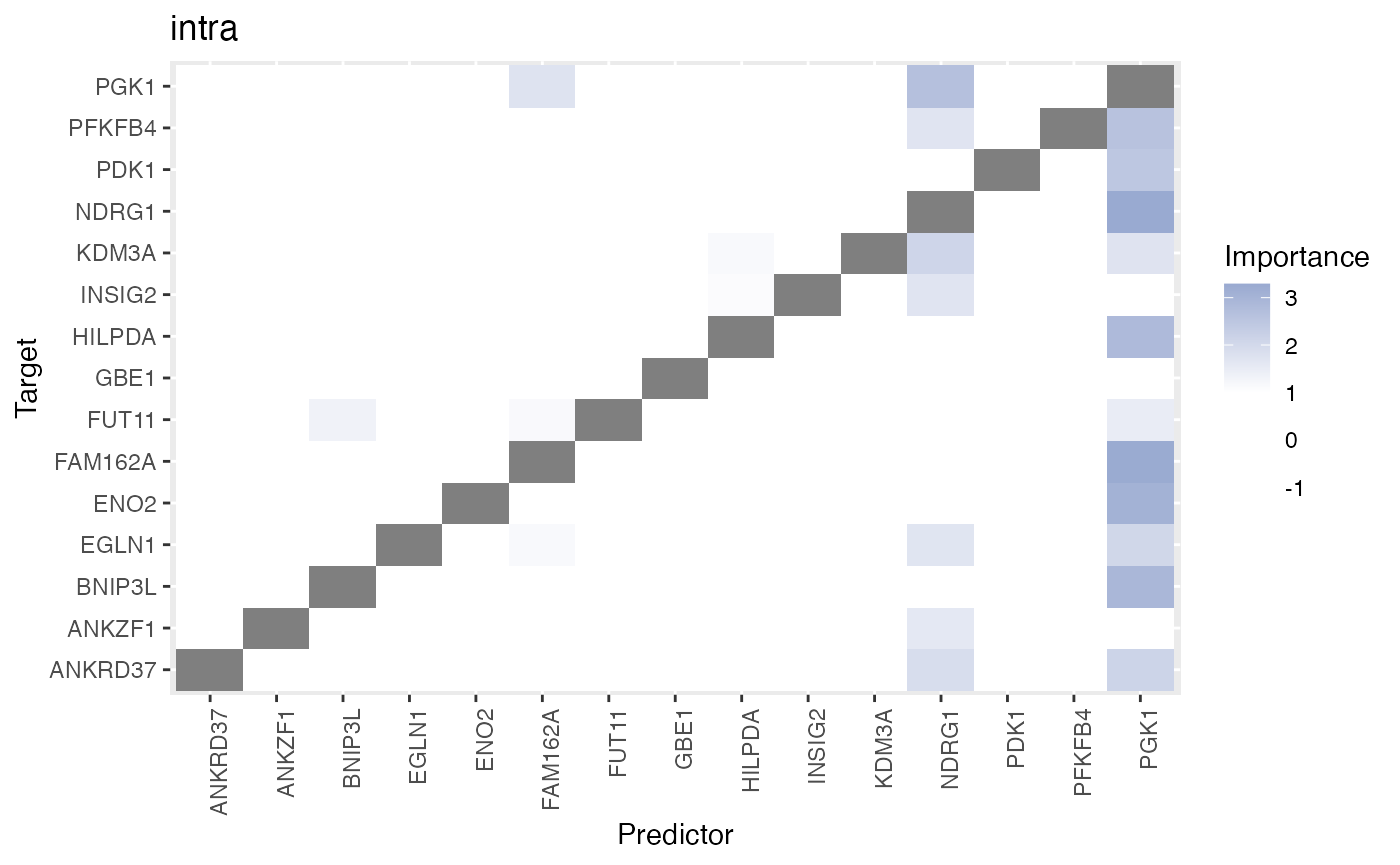 intra
PGK1
PFKFB4
PDK1
NDRG1
KDM3A
INSIG2
HILPDA
GBE1
FUT11
FAM162A
ENO2
EGLN1
BNIP3L
ANKZF1
ANKRD37
Target
ANKRD37
ANKZF1
BNIP3L
EGLN1
ENO2
FAM162A
FUT11
GBE1
HILPDA
INSIG2
KDM3A
NDRG1
PDK1
PFKFB4
PGK1
Predictor
Importance
3
2
1
0
-1